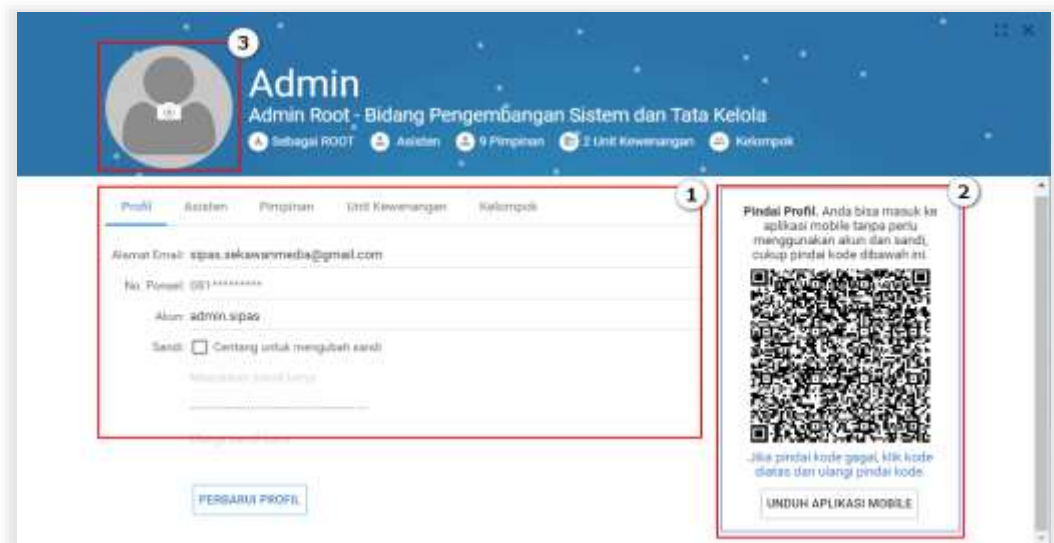 3
Admin
Admin Root - Bidang Pengembangan Sistem dan Tata Kelola
Sebagai ROOT Asisten 9 Pimpinan 2 Unit Kewenangan Kelompok
1
Profil Asisten Pimpinan Unit Kewenangan Kelompok
Alamat Email: sipas.sekawanmedia@gmail.com
No. Ponsel: 081*********
Akun: admin.sipas
Sandi: Centang untuk mengubah sandi
PERBARUI PROFIL
2
Pindai Profil. Anda bisa masuk ke
aplikasi mobile tanpa perlu
menggunakan akun dan sandi,
cukup pindai kode dibawah ini.
Jika pindai kode gagal, klik kode
diatas dan ulangi pindai kode.
UNDUH APLIKASI MOBILE